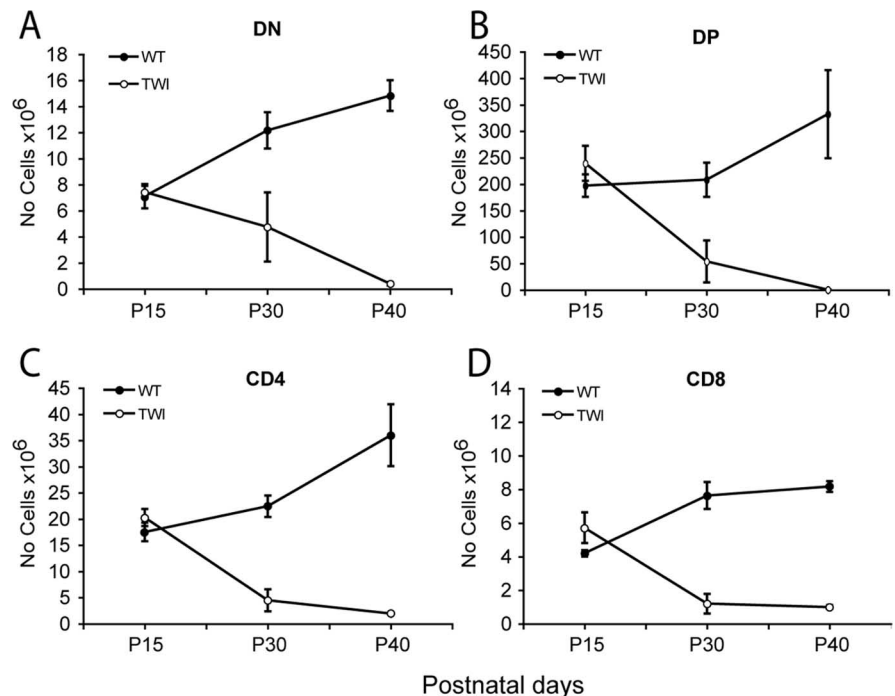 A
DN
No Cells x10⁶
18
16
14
12
10
8
6
4
2
0
WT
TWI
P15 P30 P40
B
DP
No Cells x10⁶
450
400
350
300
250
200
150
100
50
0
WT
TWI
P15 P30 P40
C
CD4
No Cells x10⁶
45
40
35
30
25
20
15
10
5
0
WT
TWI
P15 P30 P40
D
CD8
No Cells x10⁶
14
12
10
8
6
4
2
0
WT
TWI
P15 P30 P40
Postnatal days